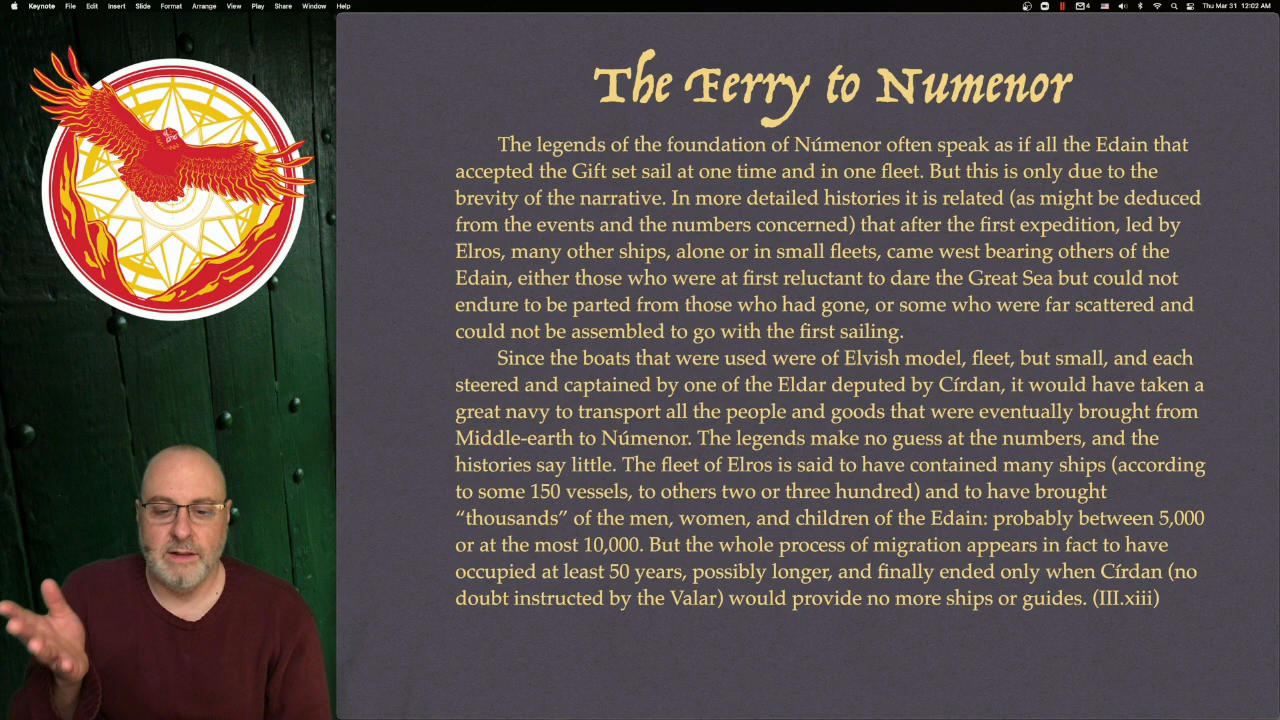 Keynote File Edit Insert Slide Format Arrange View Play Share Window Help
4 Thu Mar 31 12:02 AM
The Ferry to Numenor
The legends of the foundation of Númenor often speak as if all the Edain that
accepted the Gift set sail at one time and in one fleet. But this is only due to the
brevity of the narrative. In more detailed histories it is related (as might be deduced
from the events and the numbers concerned) that after the first expedition, led by
Elros, many other ships, alone or in small fleets, came west bearing others of the
Edain, either those who were at first reluctant to dare the Great Sea but could not
endure to be parted from those who had gone, or some who were far scattered and
could not be assembled to go with the first sailing.
Since the boats that were used were of Elvish model, fleet, but small, and each
steered and captained by one of the Eldar deputed by Círdan, it would have taken a
great navy to transport all the people and goods that were eventually brought from
Middle-earth to Númenor. The legends make no guess at the numbers, and the
histories say little. The fleet of Elros is said to have contained many ships (according
to some 150 vessels, to others two or three hundred) and to have brought
“thousands” of the men, women, and children of the Edain: probably between 5,000
or at the most 10,000. But the whole process of migration appears in fact to have
occupied at least 50 years, possibly longer, and finally ended only when Círdan (no
doubt instructed by the Valar) would provide no more ships or guides. (III.xiii)